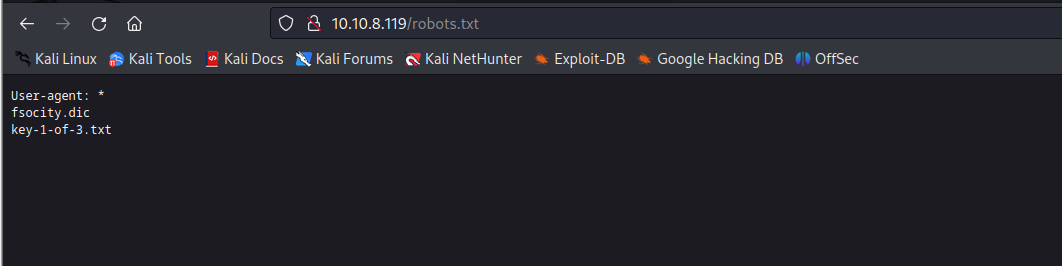 10.10.8.119/robots.txt
Kali Linux Kali Tools Kali Docs Kali Forums Kali NetHunter Exploit-DB Google Hacking DB OffSec
User-agent: *
fsocity.dic
key-1-of-3.txt